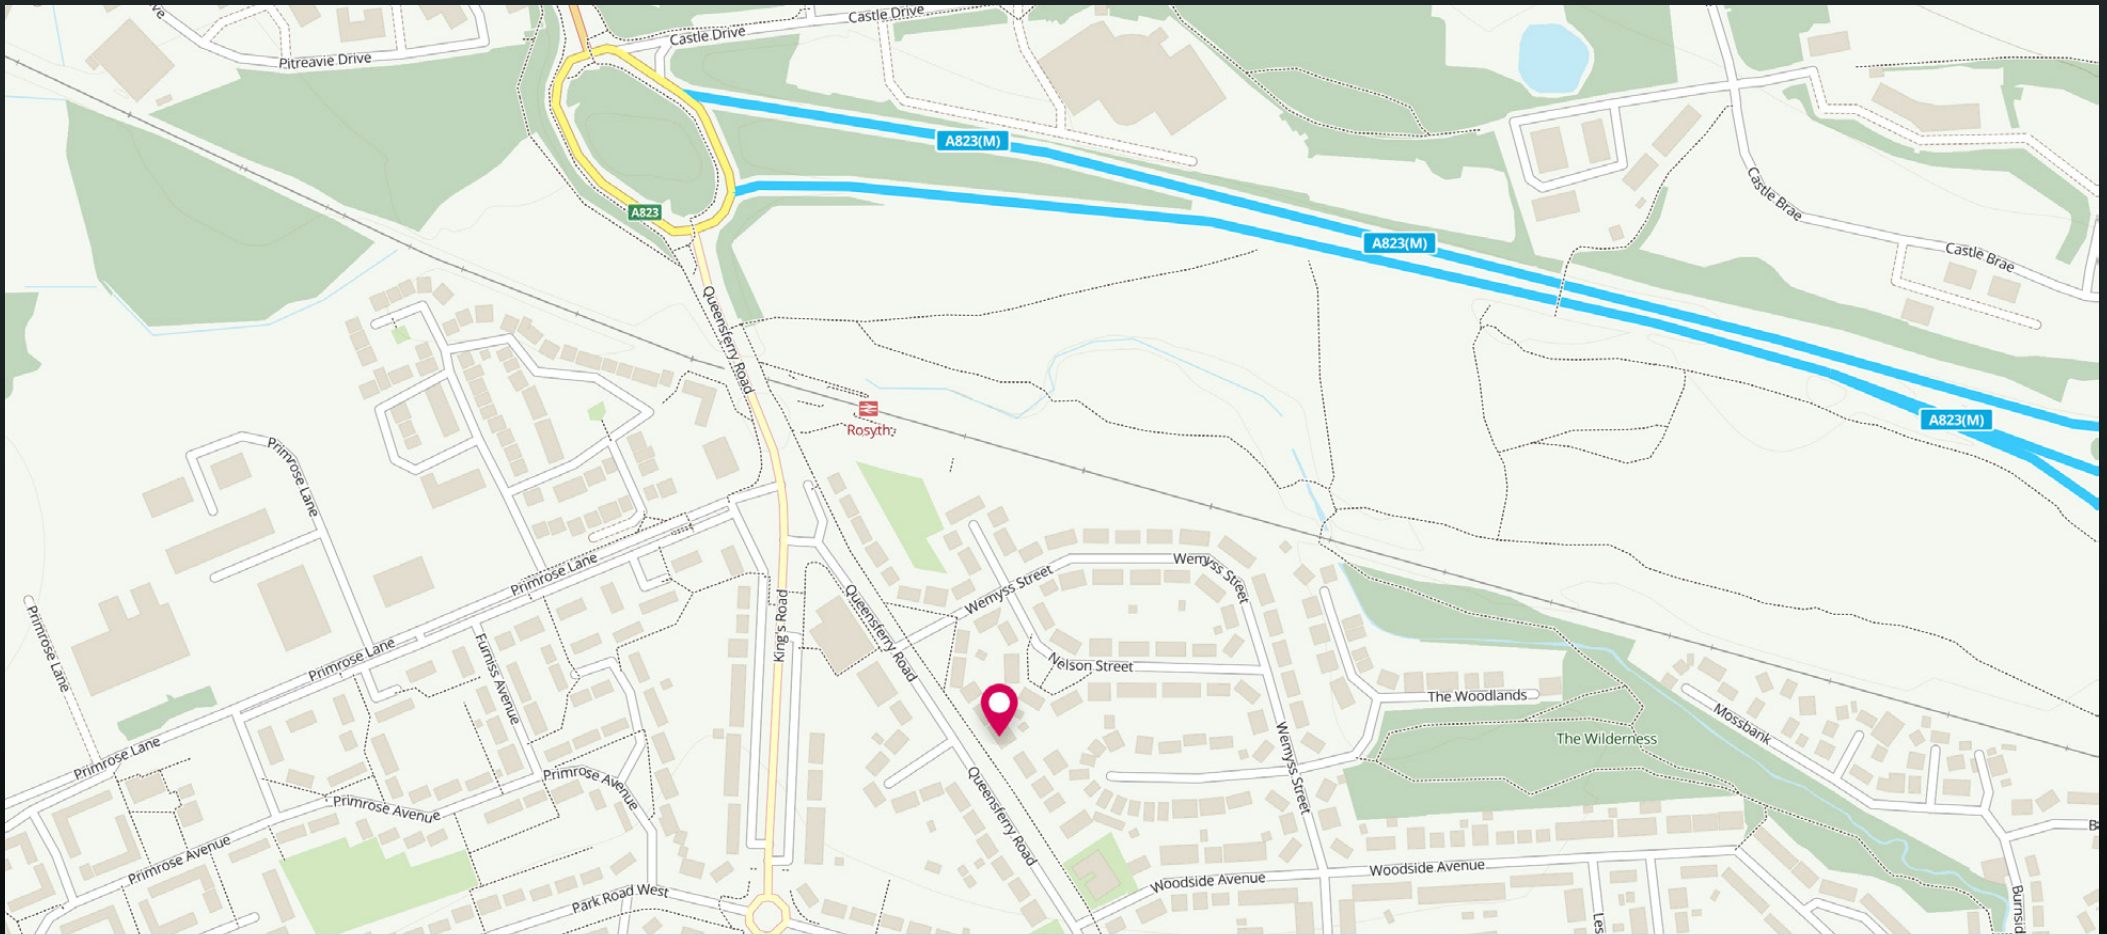 Castle Drive
Castle Drive
Pitreavie Drive
A823(M)
Castle Brae
A823
A823(M)
Castle Brae
Queensferry Road
Rosyth
A823(M)
Primrose Lane
Primrose Lane
Wemyss Street
Wemyss Street
Primrose Lane
King's Road
Queensferry Road
Primrose Lane
Furniss Avenue
Nelson Street
The Woodlands
Mossbank
The Wilderness
Primrose Lane
Wemyss Street
Primrose Avenue
Primrose Avenue
Queensferry Road
Primrose Avenue
Woodside Avenue
Woodside Avenue
Park Road West
Les
Burnsid
B
ve